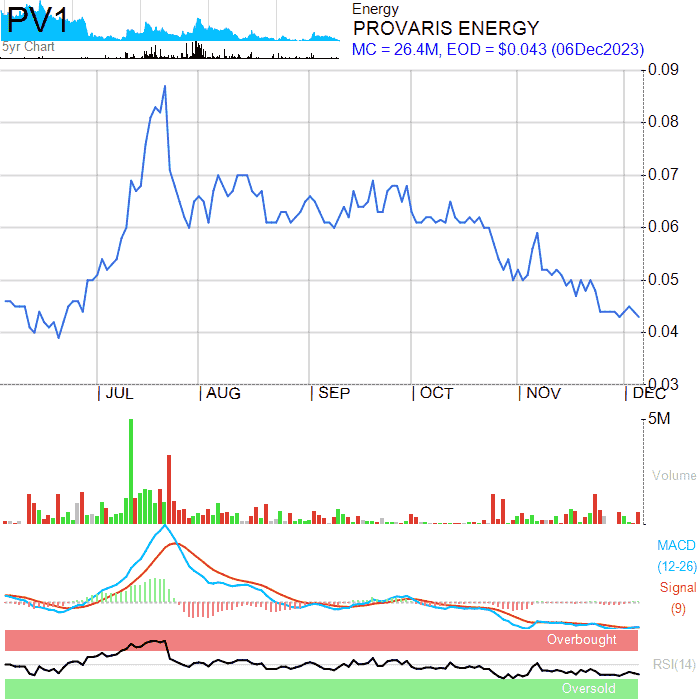 PV1
5yr Chart
Energy
PROVARIS ENERGY
MC = 26.4M, EOD = $0.043 (06Dec2023)
0.09
0.08
0.07
0.06
0.05
0.04
0.03
JUL AUG SEP OCT NOV DEC
5M
Volume
MACD
(12-26)
Signal
(9)
Overbought
RSI(14)
Oversold